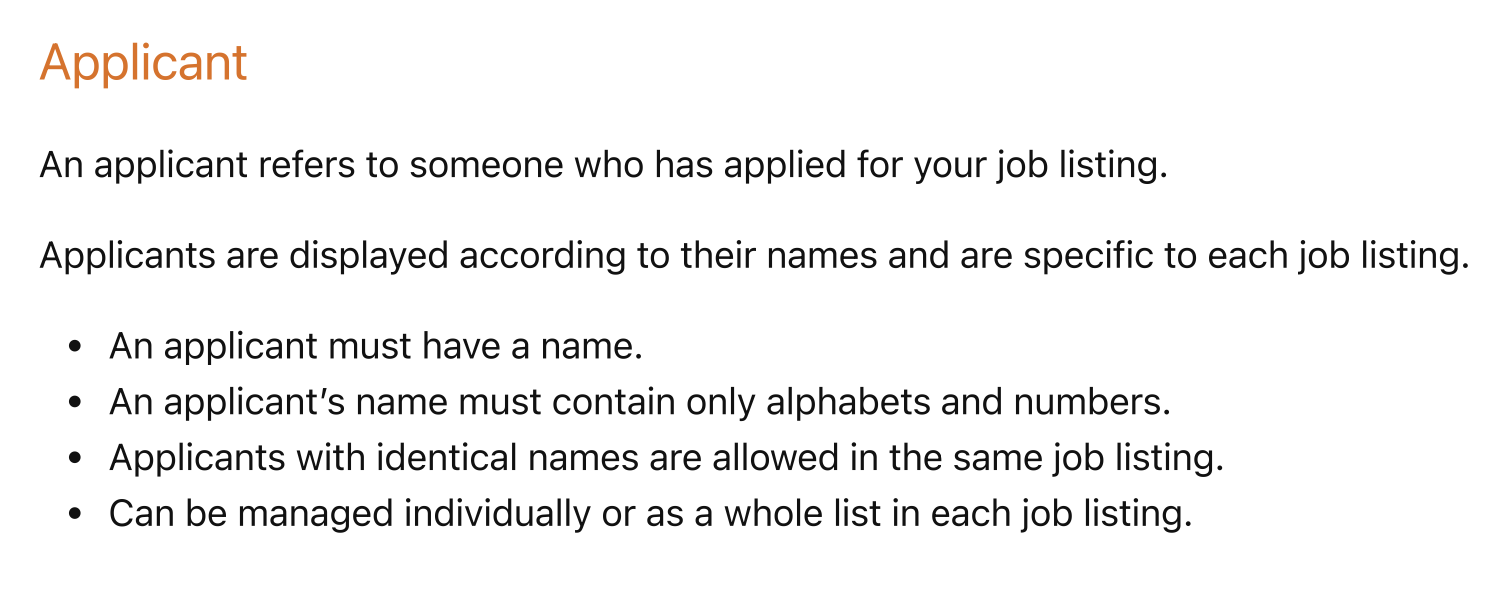 Applicant
An applicant refers to someone who has applied for your job listing.
Applicants are displayed according to their names and are specific to each job listing.
• An applicant must have a name.
• An applicant’s name must contain only alphabets and numbers.
• Applicants with identical names are allowed in the same job listing.
• Can be managed individually or as a whole list in each job listing.